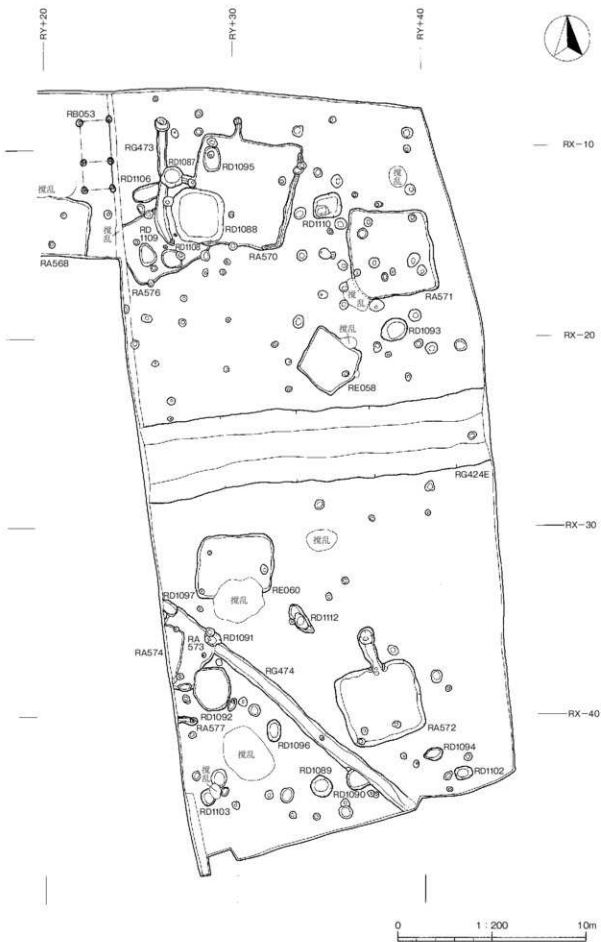 RY+20
RY+30
RY+40
RB053
RG473
RD1087
RD1095
RX-10
RD1106
撹乱
RD1110
撹乱
RD1088
撹乱
RD
1109
RD1108
RA568
RA570
RA576
RA571
撹乱
撹乱
RD1093
RX-20
RE058
RG424E
RX-30
撹乱
RE060
撹乱
RD1097
RD1112
RD1091
RA
573
RA574
RG474
RD1092
RA577
RX-40
RA572
RD1096
撹乱
RD1094
撹乱
RD1089
RD1102
RD1090
RD1103
0
1:200
10m